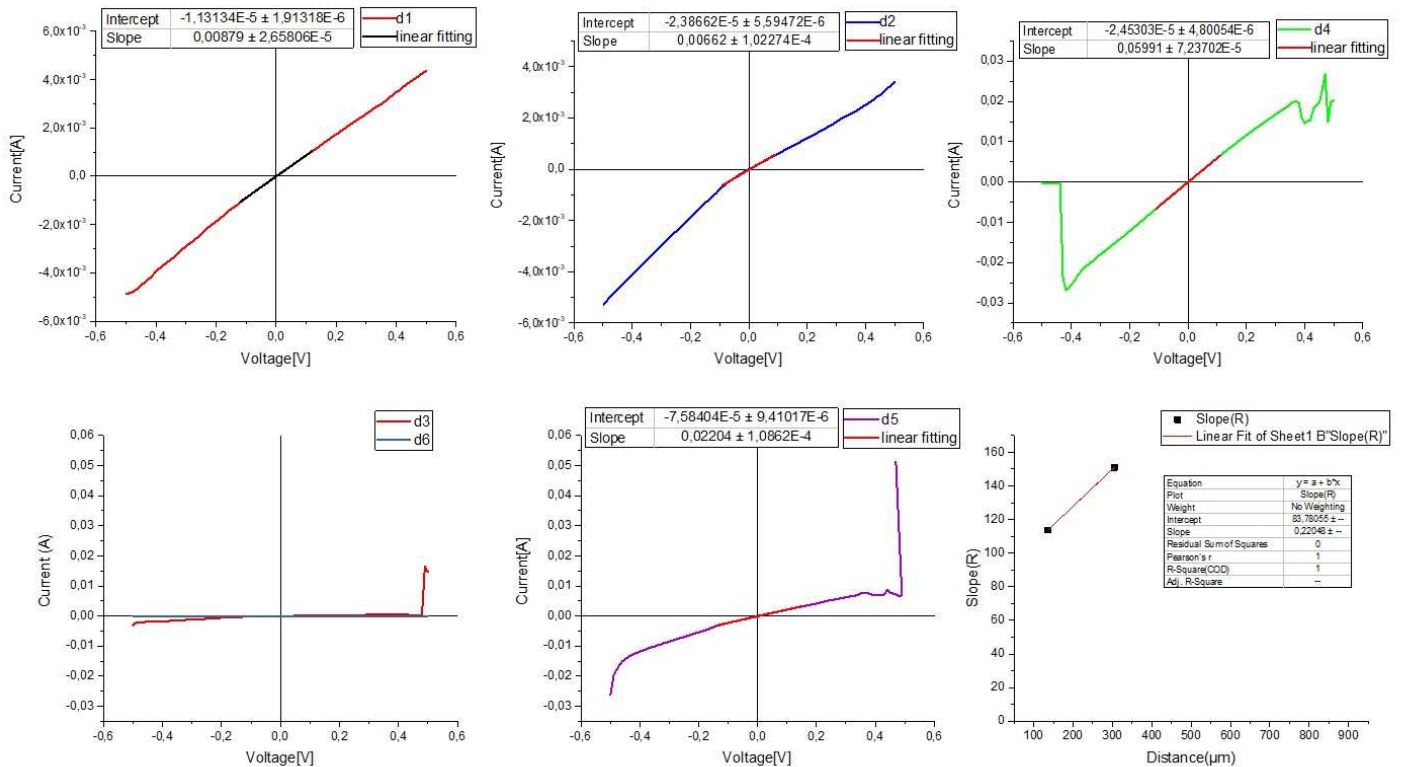 Intercept -1,13134E-5 ± 1,91318E-6
Slope 0,00879 ± 2,65806E-5
d1
linear fitting
6,0x10⁻³
4,0x10⁻³
2,0x10⁻³
0,0
-2,0x10⁻³
-4,0x10⁻³
-6,0x10⁻³
Current[A]
-0,6 -0,4 -0,2 0,0 0,2 0,4 0,6
Voltage[V]
Intercept -2,38662E-5 ± 5,59472E-6
Slope 0,00662 ± 1,02274E-4
d2
linear fitting
6,0x10⁻³
4,0x10⁻³
2,0x10⁻³
0,0
-2,0x10⁻³
-4,0x10⁻³
-6,0x10⁻³
Current[A]
-0,6 -0,4 -0,2 0,0 0,2 0,4 0,6
Voltage[V]
Intercept -2,45303E-5 ± 4,80054E-6
Slope 0,05991 ± 7,23702E-5
d4
linear fitting
0,03
0,02
0,01
0,00
-0,01
-0,02
-0,03
Current[A]
-0,6 -0,4 -0,2 0,0 0,2 0,4 0,6
Voltage[V]
d3
d6
0,06
0,05
0,04
0,03
0,02
0,01
0,00
-0,01
-0,02
-0,03
Current (A)
-0,6 -0,4 -0,2 0,0 0,2 0,4 0,6
Voltage[V]
Intercept -7,58404E-5 ± 9,41017E-6
Slope 0,02204 ± 1,0862E-4
d5
linear fitting
0,06
0,05
0,04
0,03
0,02
0,01
0,00
-0,01
-0,02
-0,03
Current[A]
-0,6 -0,4 -0,2 0,0 0,2 0,4 0,6
Voltage[V]
Slope(R)
Linear Fit of Sheet1 B"Slope(R)"
Equation y = a + b*x
Plot Slope(R)
Weight No Weighting
Intercept 83,78055 ± --
Slope 0,22048 ± --
Residual Sum of Squares 0
Pearson's r 1
R-Square(COD) 1
Adj. R-Square --
160
140
120
100
80
60
40
20
0
Slope(R)
100 200 300 400 500 600 700 800 900
Distance(µm)